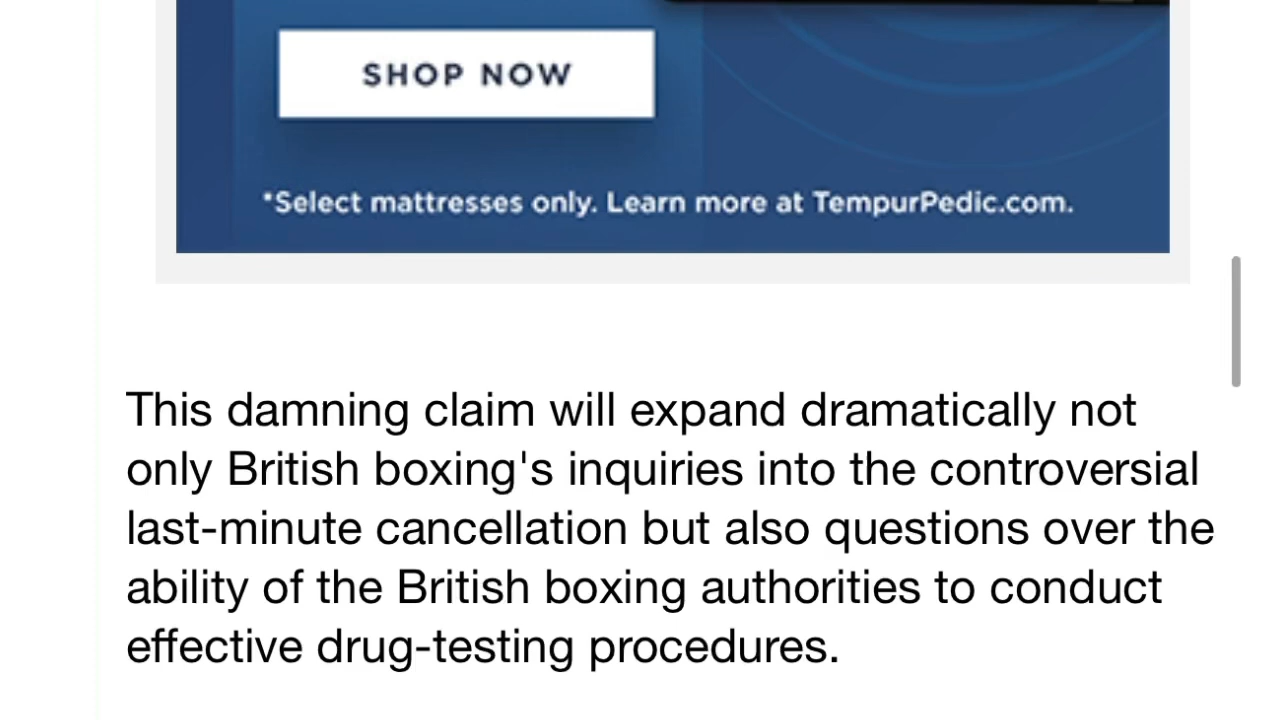 SHOP NOW
*Select mattresses only. Learn more at TempurPedic.com.
This damning claim will expand dramatically not
only British boxing's inquiries into the controversial
last-minute cancellation but also questions over the
ability of the British boxing authorities to conduct
effective drug-testing procedures.